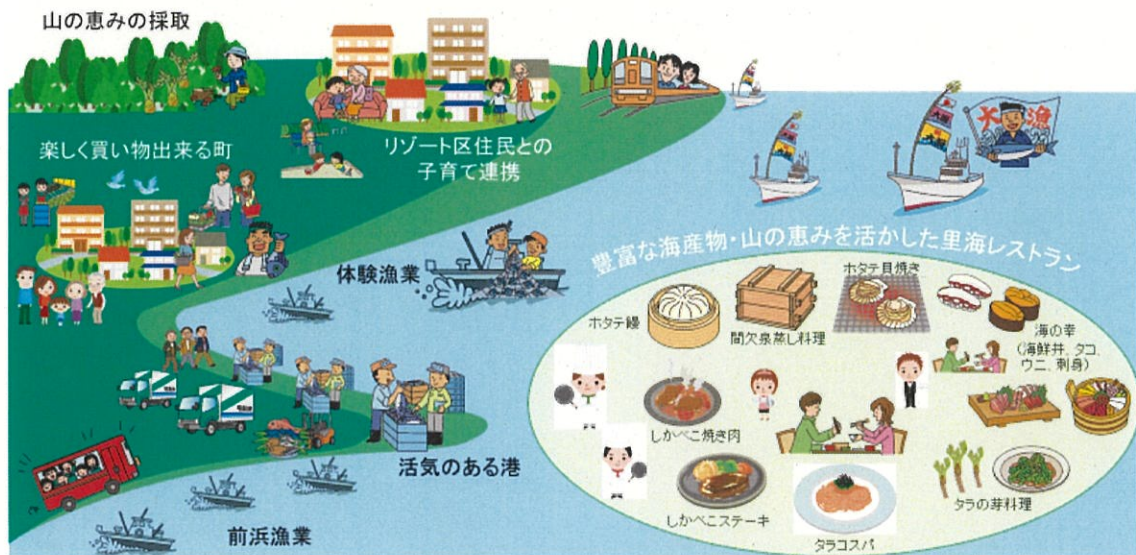 山の恵みの採取
楽しく買い物出来る町
リゾート区住民との
子育て連携
大漁
体験漁業
活気のある港
前浜漁業
豊富な海産物・山の恵みを活かした里海レストラン
ホタテ饅
間欠泉蒸し料理
ホタテ貝焼き
海の幸
(海鮮丼、タコ、
ウニ、刺身)
しかべこ焼き肉
しかべこステーキ
タラコスパ
タラの芽料理